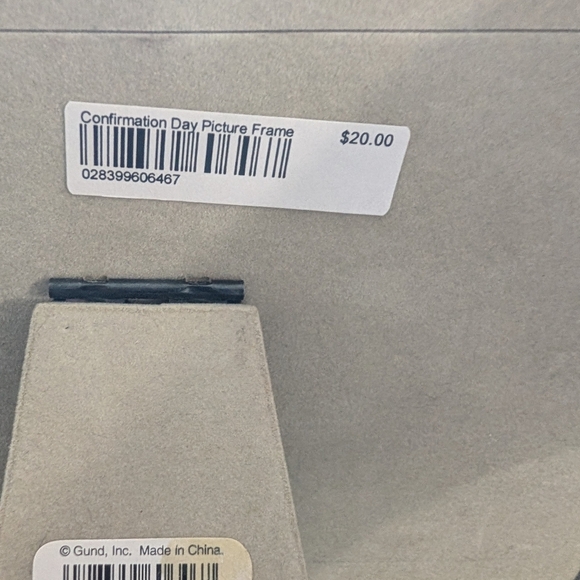 Confirmation Day Picture Frame
$20.00
028399606467
© Gund, Inc. Made in China.